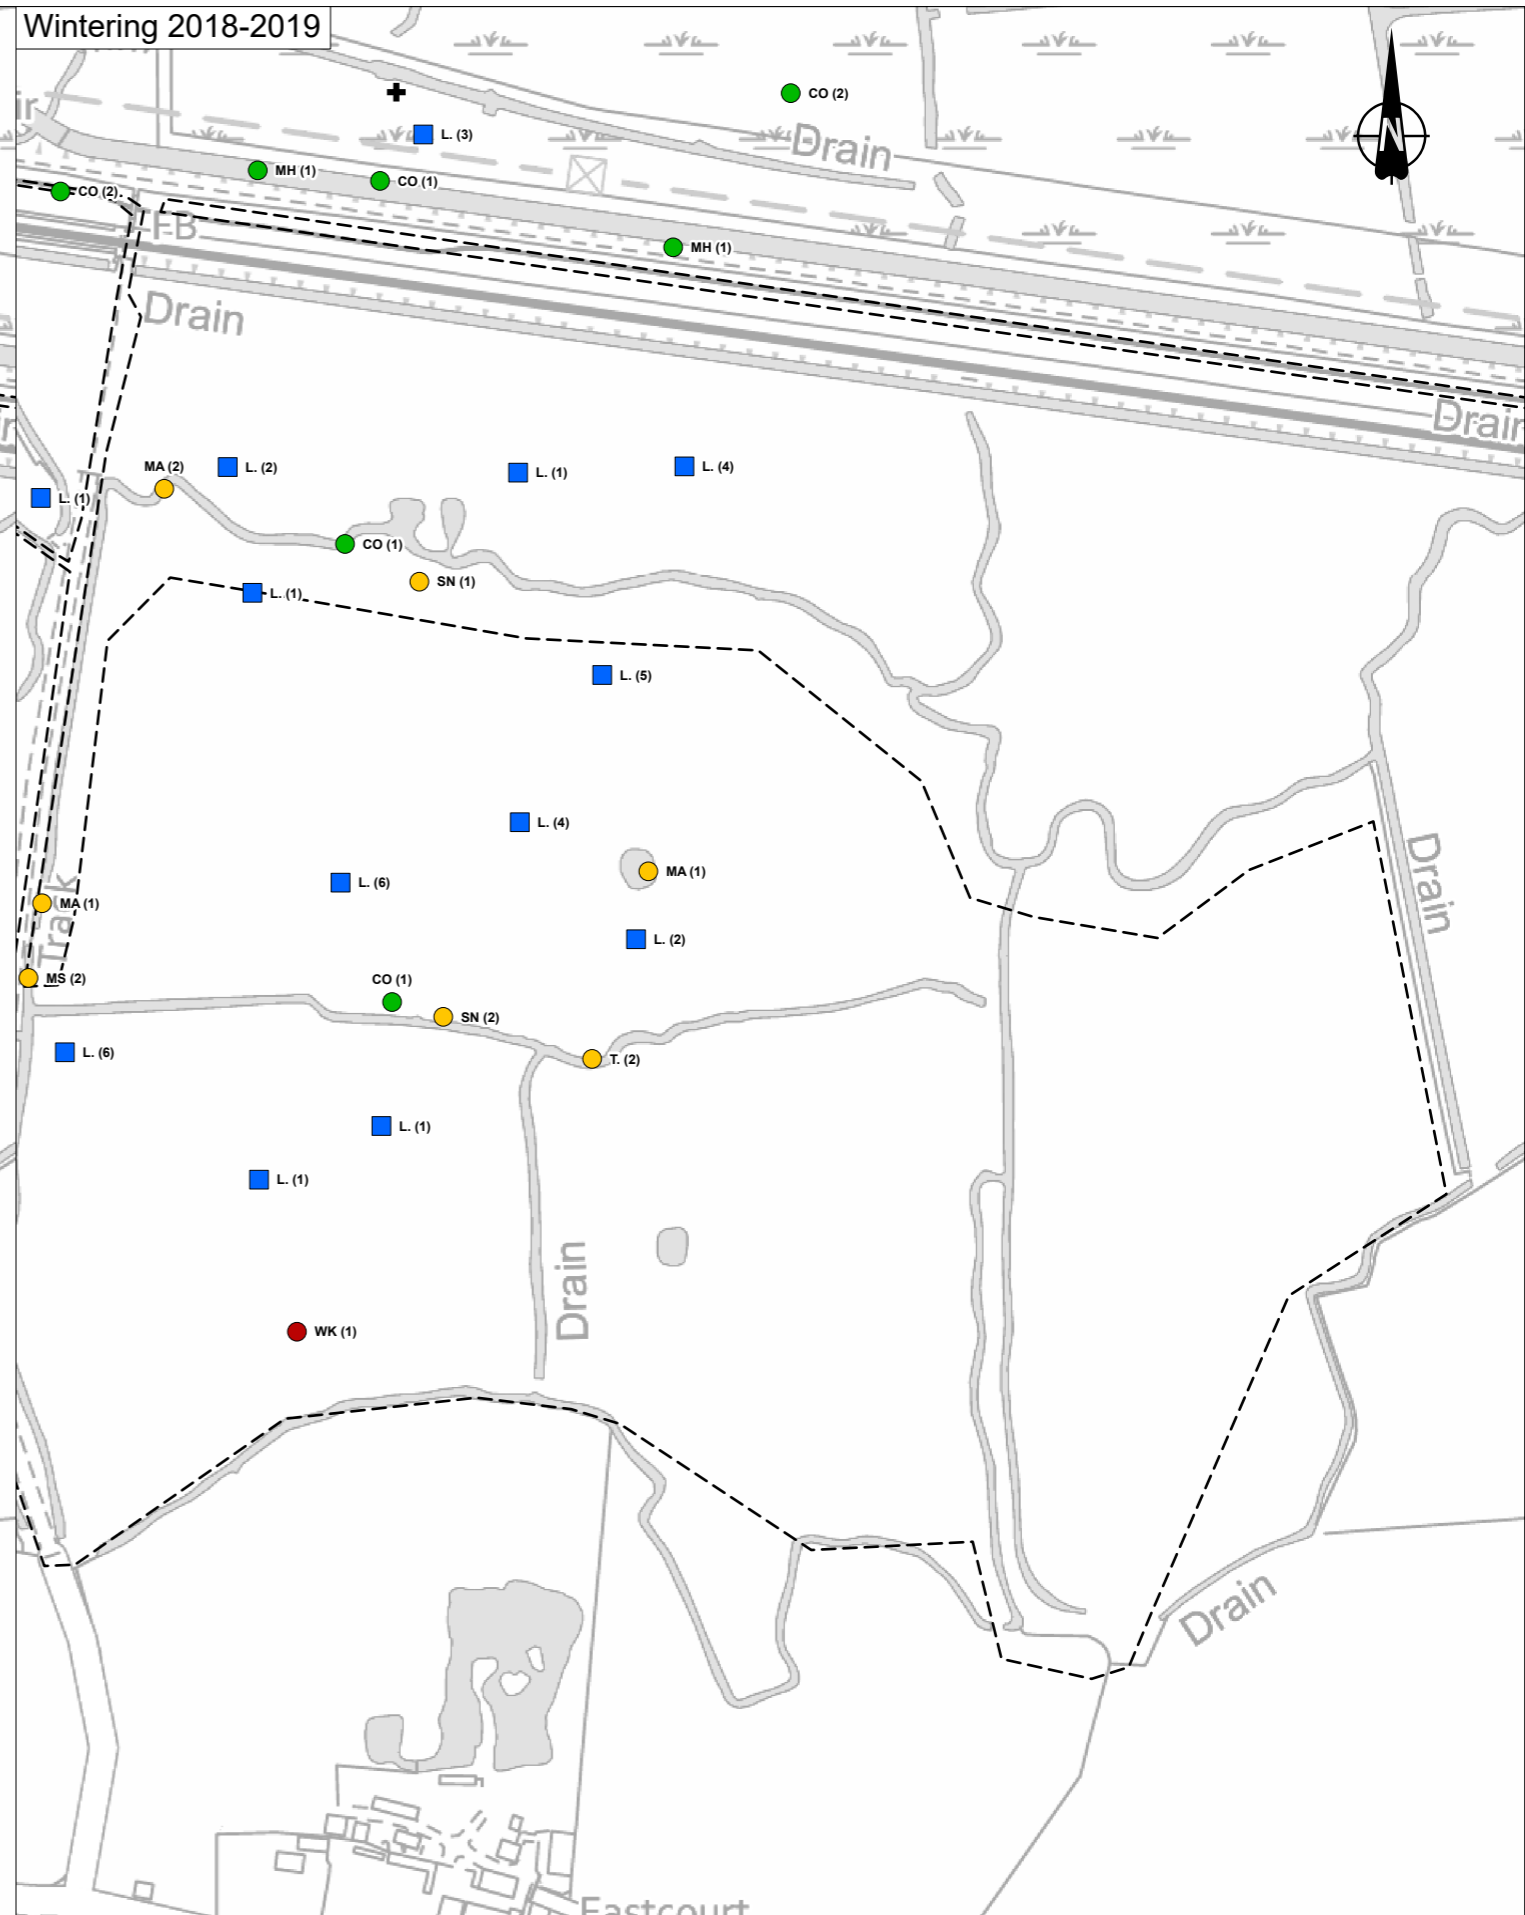 Wintering 2018-2019
CO (2)
L. (3)
N
Drain
MH (1)
CO (1)
CO (2)
FB
MH (1)
Drain
Drain
MA (2)
L. (2)
L. (1)
L. (4)
L. (1)
CO (1)
SN (1)
L. (1)
L. (5)
L. (4)
Drain
MA (1)
L. (6)
MA (1)
Track
L. (2)
MS (2)
CO (1)
SN (2)
L. (6)
T. (2)
L. (1)
L. (1)
Drain
WK (1)
Drain
Eastcourt